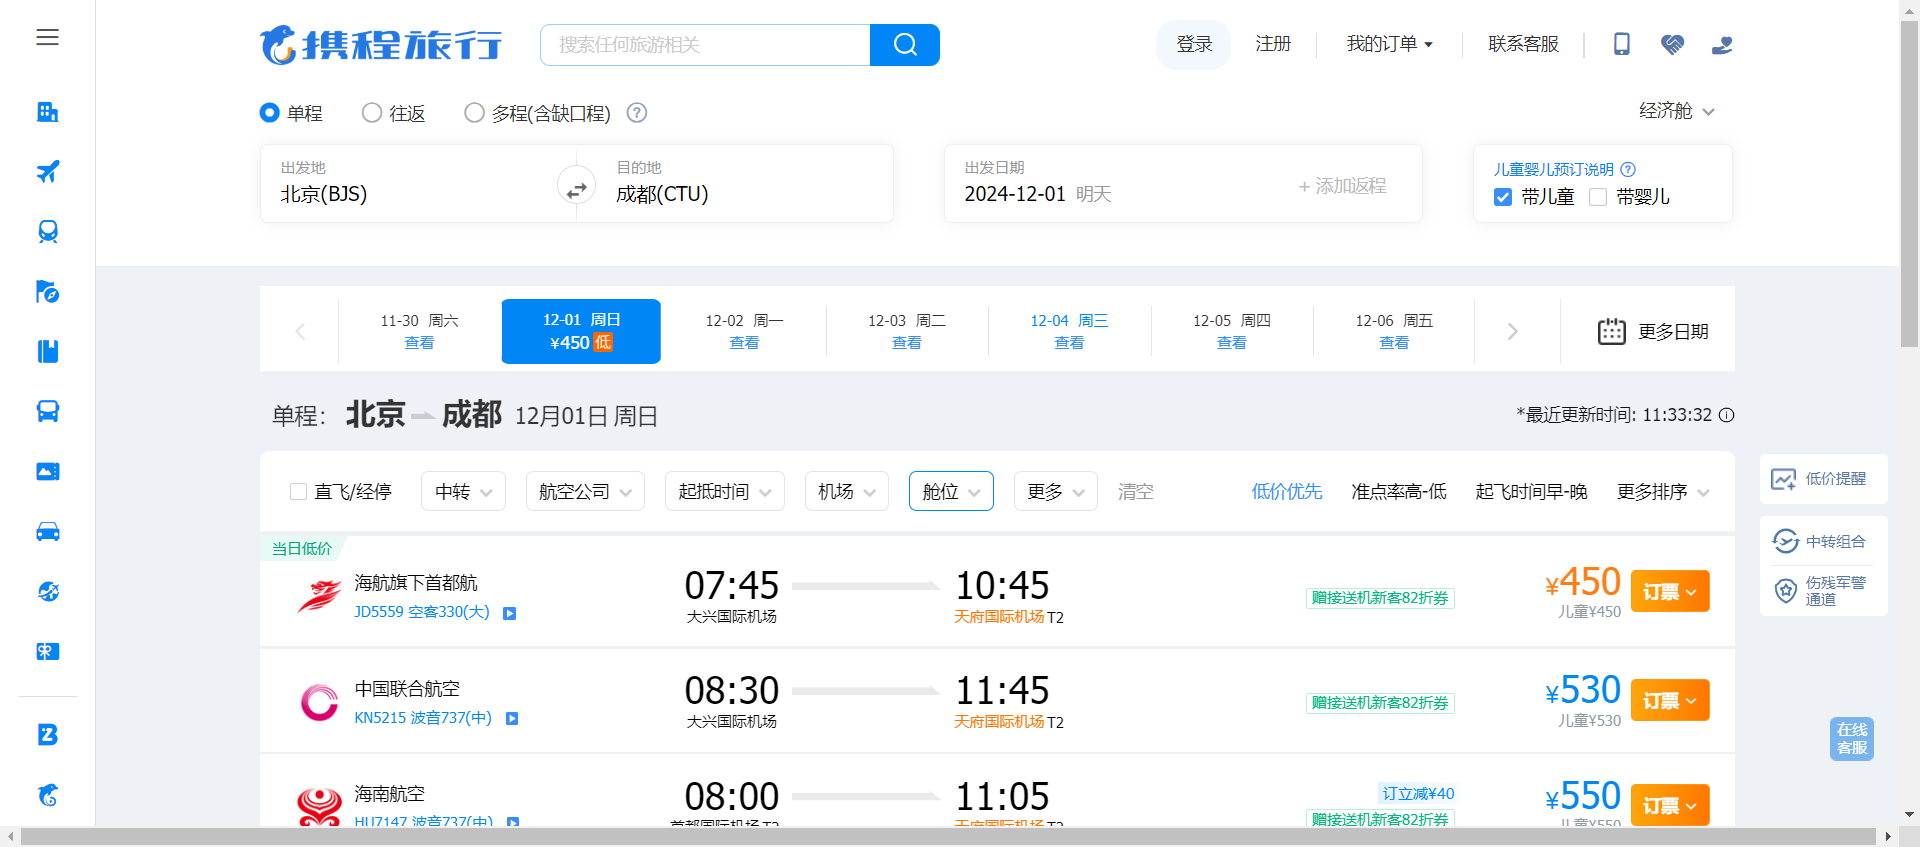 携程旅行
搜索任何旅游相关
登录
注册
我的订单
联系客服
单程
往返
多程(含缺口程)
经济舱
出发地
北京(BJS)
目的地
成都(CTU)
出发日期
2024-12-01 明天
+ 添加返程
儿童婴儿预订说明
带儿童
带婴儿
11-30 周六
查看
12-01 周日
¥450 低
12-02 周一
查看
12-03 周二
查看
12-04 周三
查看
12-05 周四
查看
12-06 周五
查看
更多日期
单程: 北京 成都 12月01日 周日
*最近更新时间: 11:33:32
直飞/经停
中转
航空公司
起抵时间
机场
舱位
更多
清空
低价优先
准点率高-低
起飞时间早-晚
更多排序
当日低价
海航旗下首都航
JD5559 空客330(大)
07:45
大兴国际机场
10:45
天府国际机场 T2
赠接送机新客82折券
¥450
儿童¥450
订票
中国联合航空
KN5215 波音737(中)
08:30
大兴国际机场
11:45
天府国际机场 T2
赠接送机新客82折券
¥530
儿童¥530
订票
海南航空
HU7147 波音737(中)
08:00
首都国际机场 T2
11:05
天府国际机场 T2
订立减¥40
赠接送机新客82折券
¥550
儿童¥550
订票
低价提醒
中转组合
伤残军警
通道
在线
客服